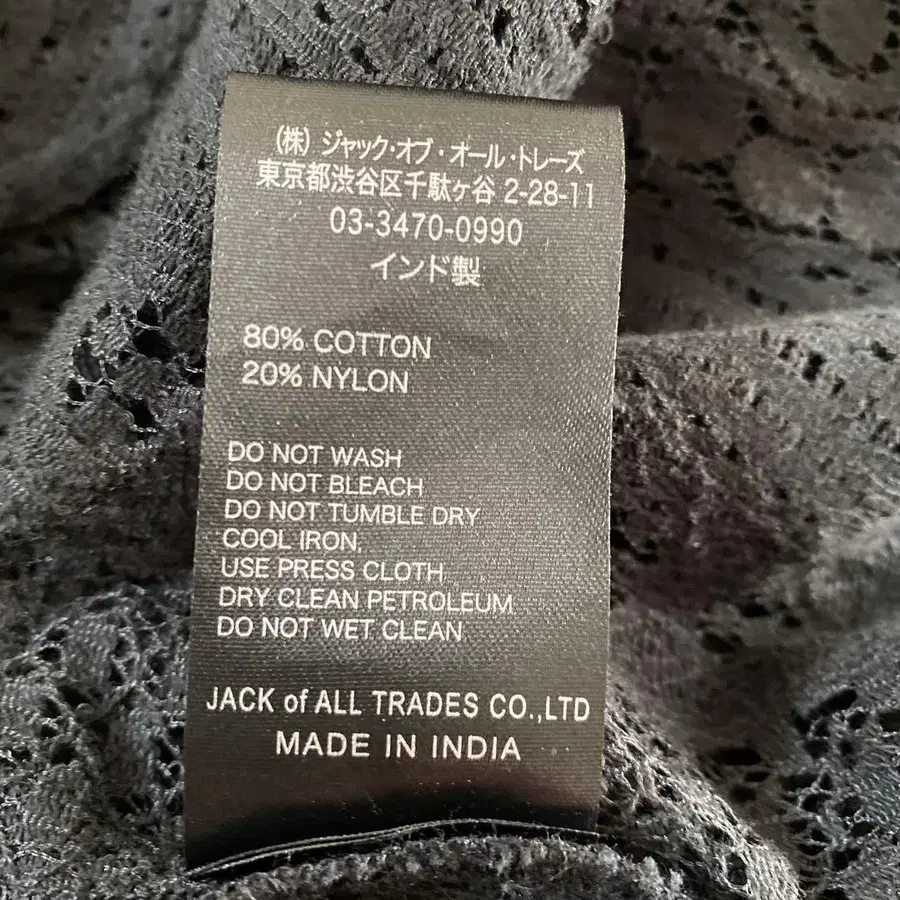 (株) ジャック・オブ・オール・トレーズ
東京都渋谷区千駄ヶ谷 2-28-11
03-3470-0990
インド製
80% COTTON
20% NYLON
DO NOT WASH
DO NOT BLEACH
DO NOT TUMBLE DRY
COOL IRON,
USE PRESS CLOTH
DRY CLEAN PETROLEUM
DO NOT WET CLEAN
JACK of ALL TRADES CO.,LTD
MADE IN INDIA